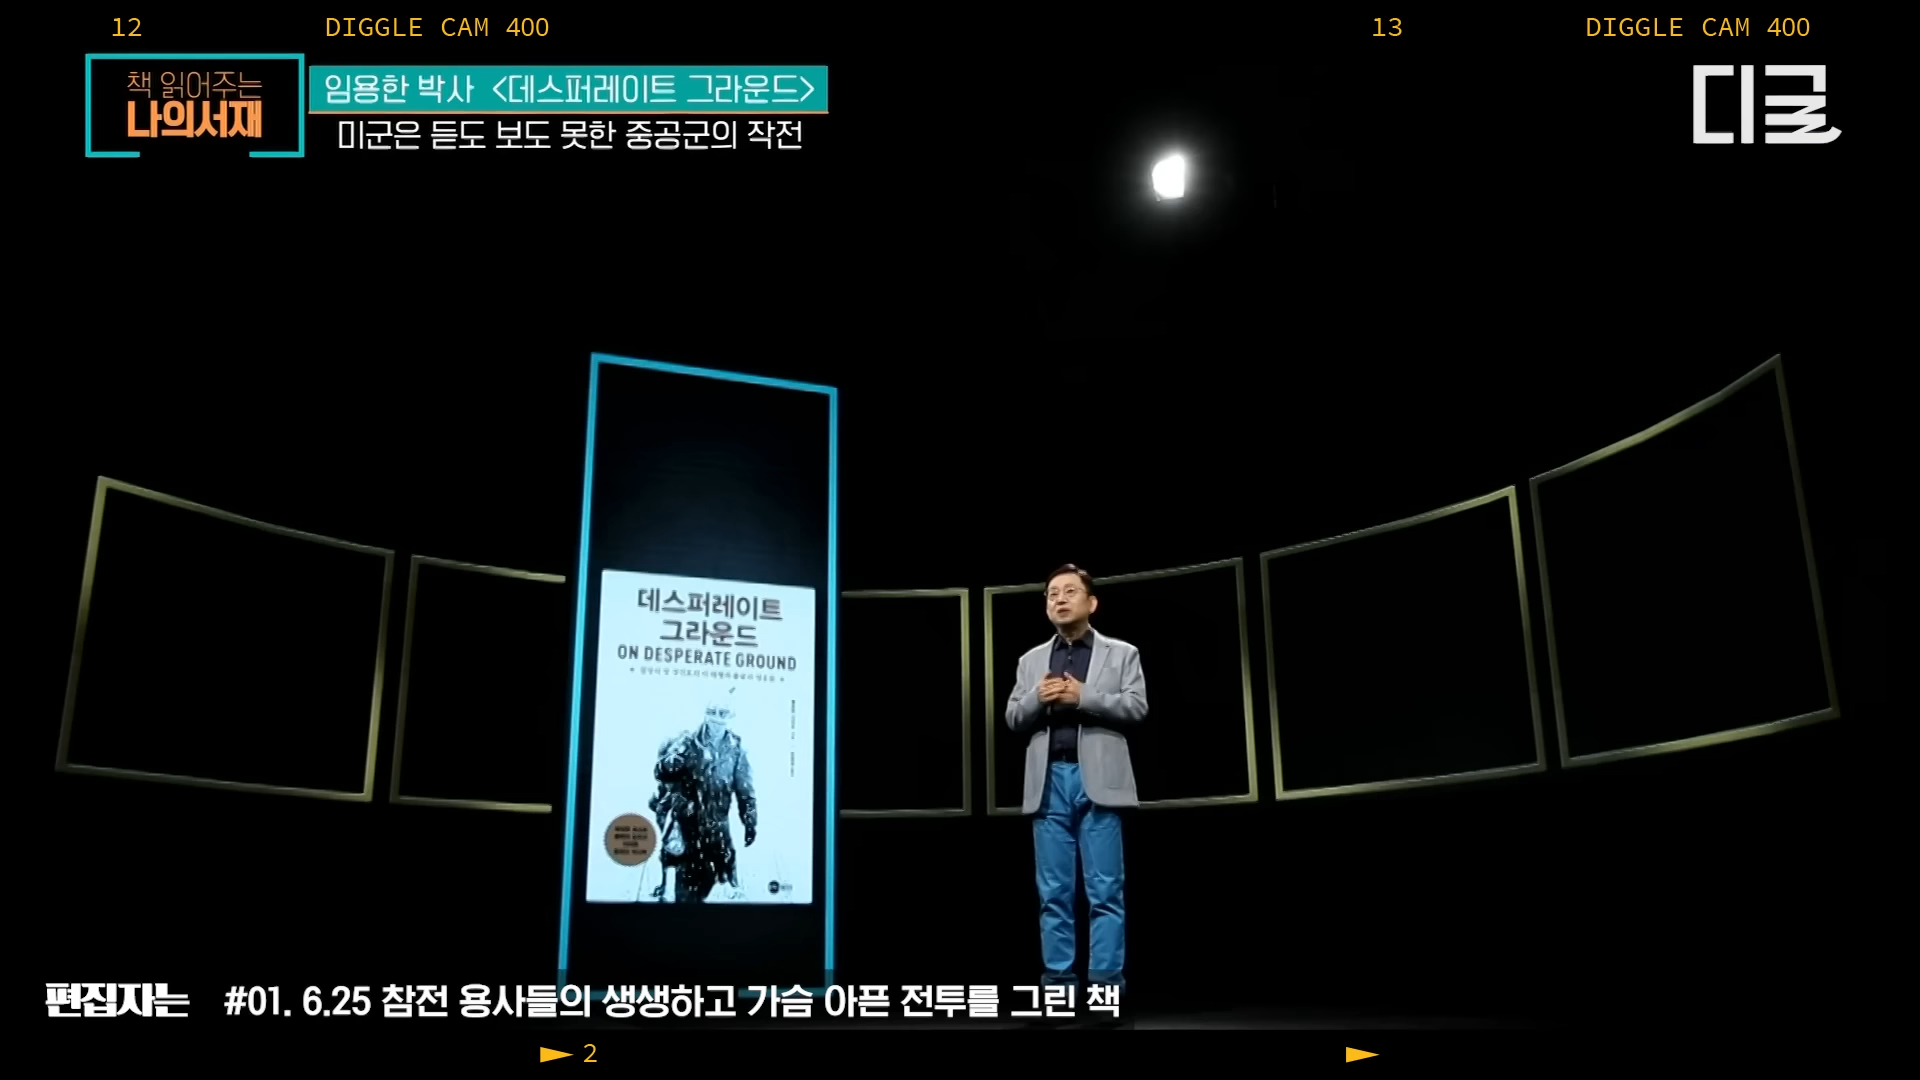 12
DIGGLE CAM 400
13
DIGGLE CAM 400
책 읽어주는
나의서재
임용한 박사 <데스퍼레이트 그라운드>
미군은 듣도 보도 못한 중공군의 작전
디글
데스퍼레이트
그라운드
ON DESPERATE GROUND
편집자는
#01. 6.25 참전 용사들의 생생하고 가슴 아픈 전투를 그린 책
2